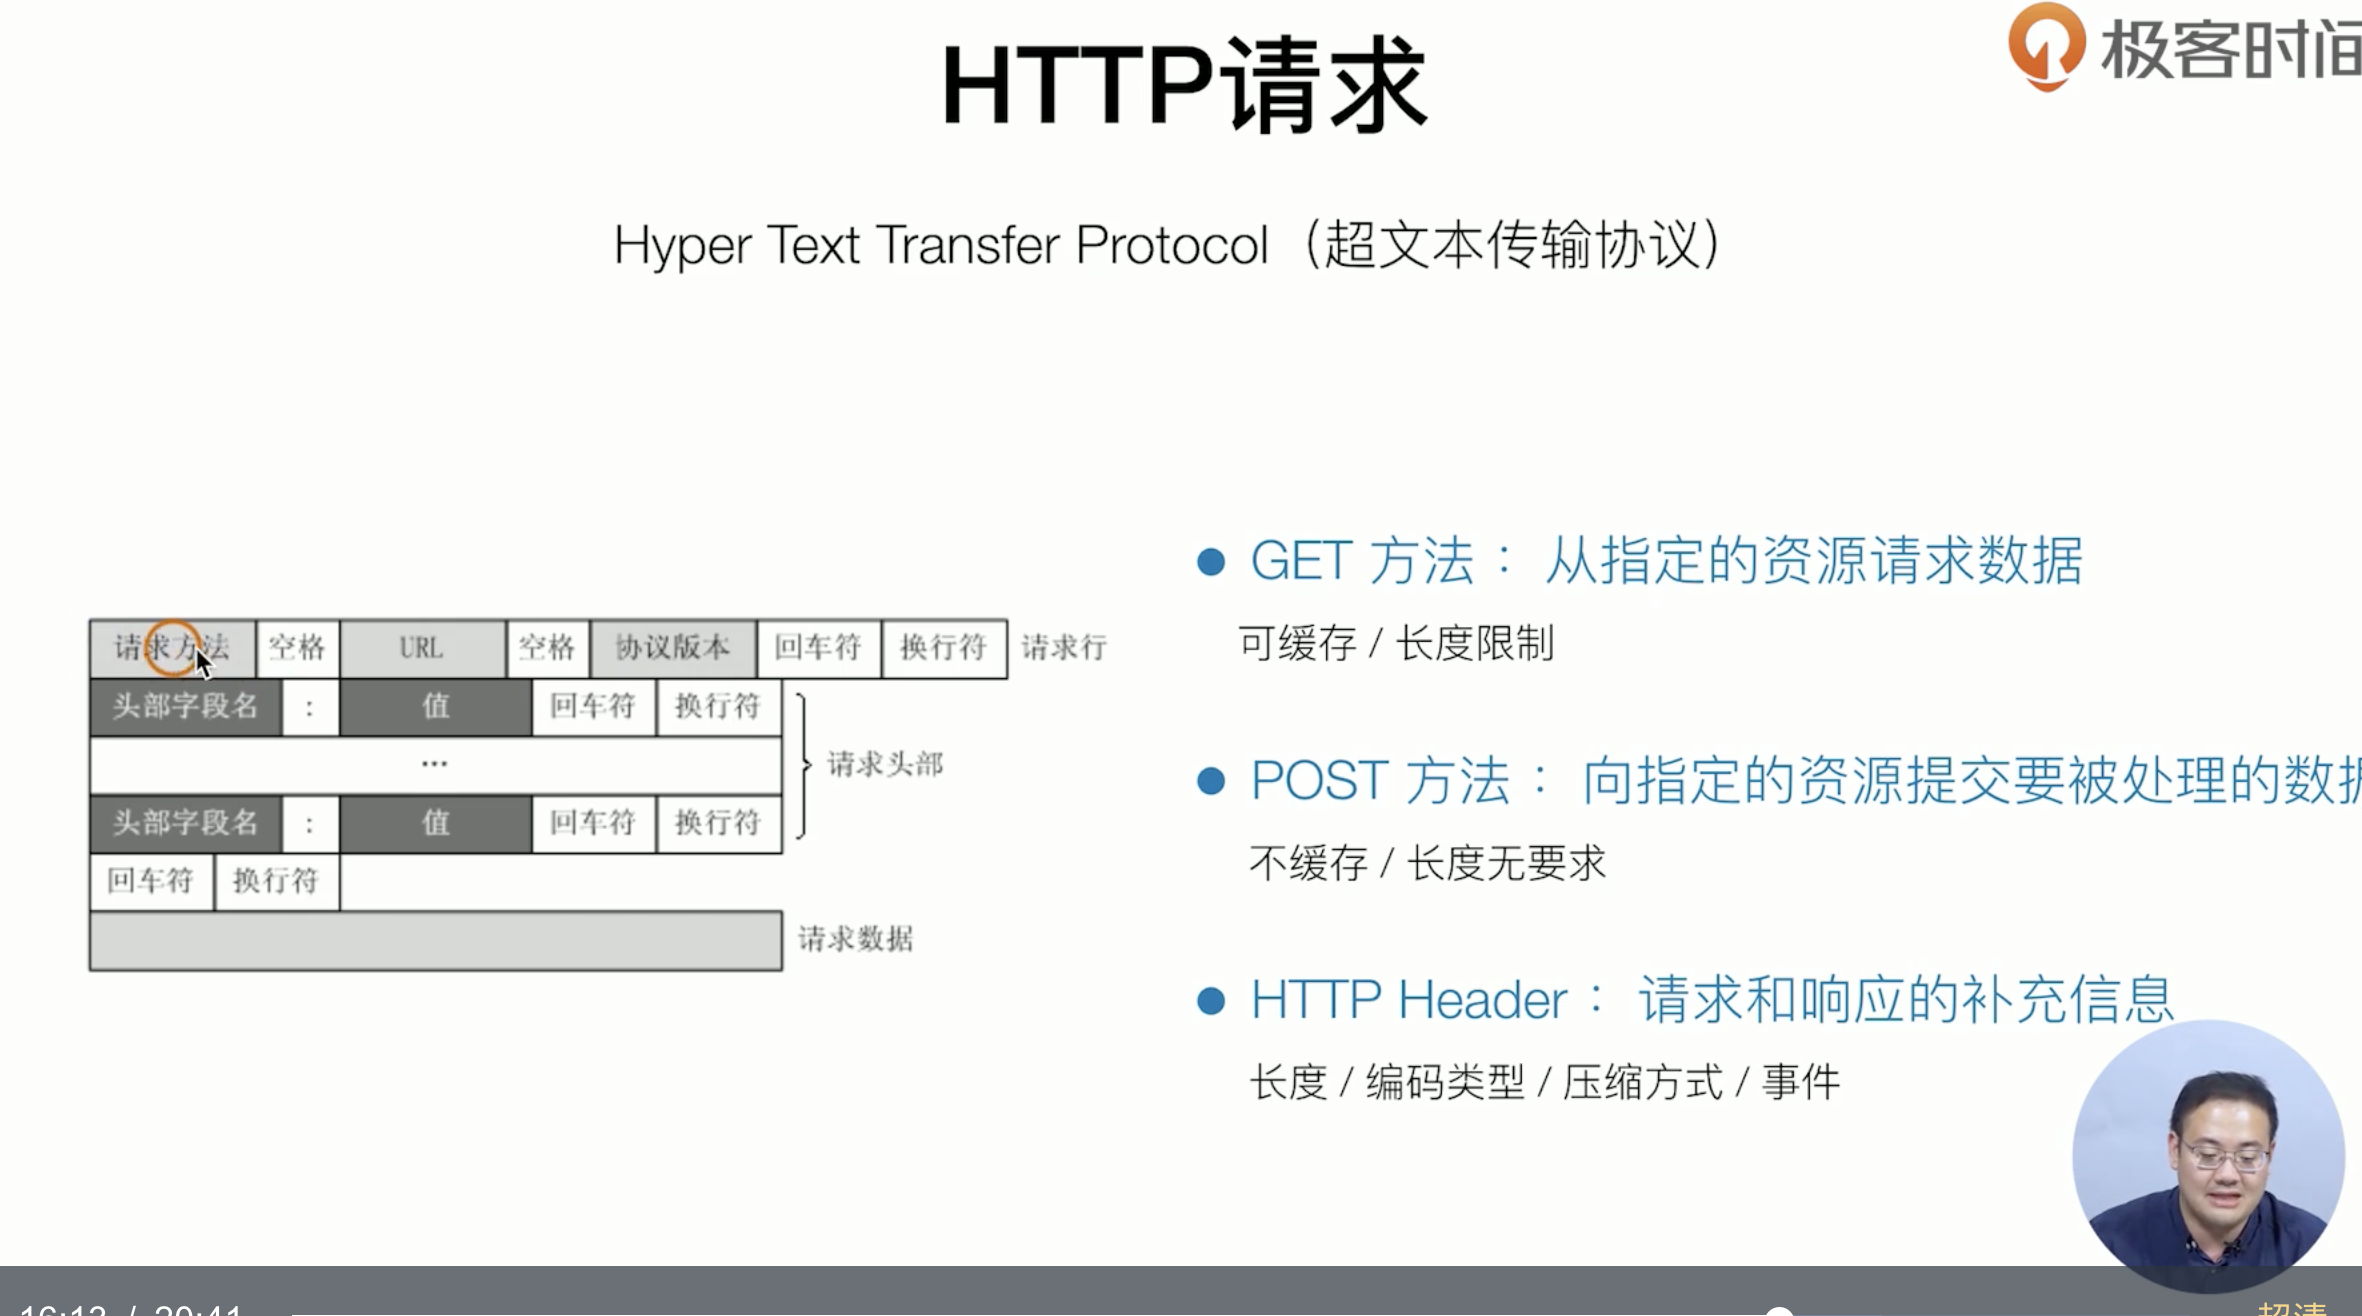 HTTP请求
极客时间
Hyper Text Transfer Protocol（超文本传输协议）
请求方法 空格 URL 空格 协议版本 回车符 换行符 请求行
头部字段名 : 值 回车符 换行符
...
请求头部
头部字段名 : 值 回车符 换行符
回车符 换行符
请求数据
● GET 方法： 从指定的资源请求数据
可缓存 / 长度限制
● POST 方法： 向指定的资源提交要被处理的数据
不缓存 / 长度无要求
● HTTP Header： 请求和响应的补充信息
长度 / 编码类型 / 压缩方式 / 事件
16:13 / 20:41
超清